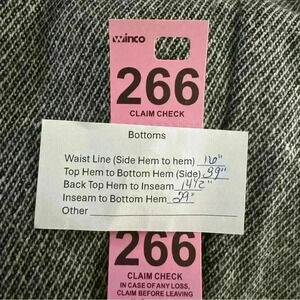 winco
266
CLAIM CHECK
Bottoms
Waist Line (Side Hem to hem) 16"
Top Hem to Bottom Hem (Side) 39"
Back Top Hem to Inseam 14 1/2"
Inseam to Bottom Hem 29"
Other
266
CLAIM CHECK
IN CASE OF ANY LOSS,
CLAIM BEFORE LEAVING